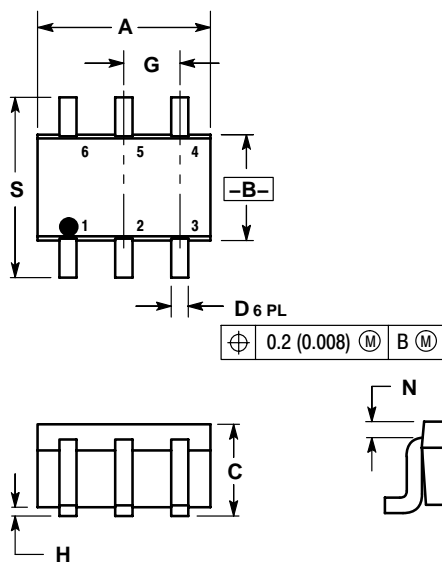 A
G
6 5 4
S
–B–
1 2 3
D 6 PL
⌖ 0.2 (0.008) Ⓜ B Ⓜ
N
C
H